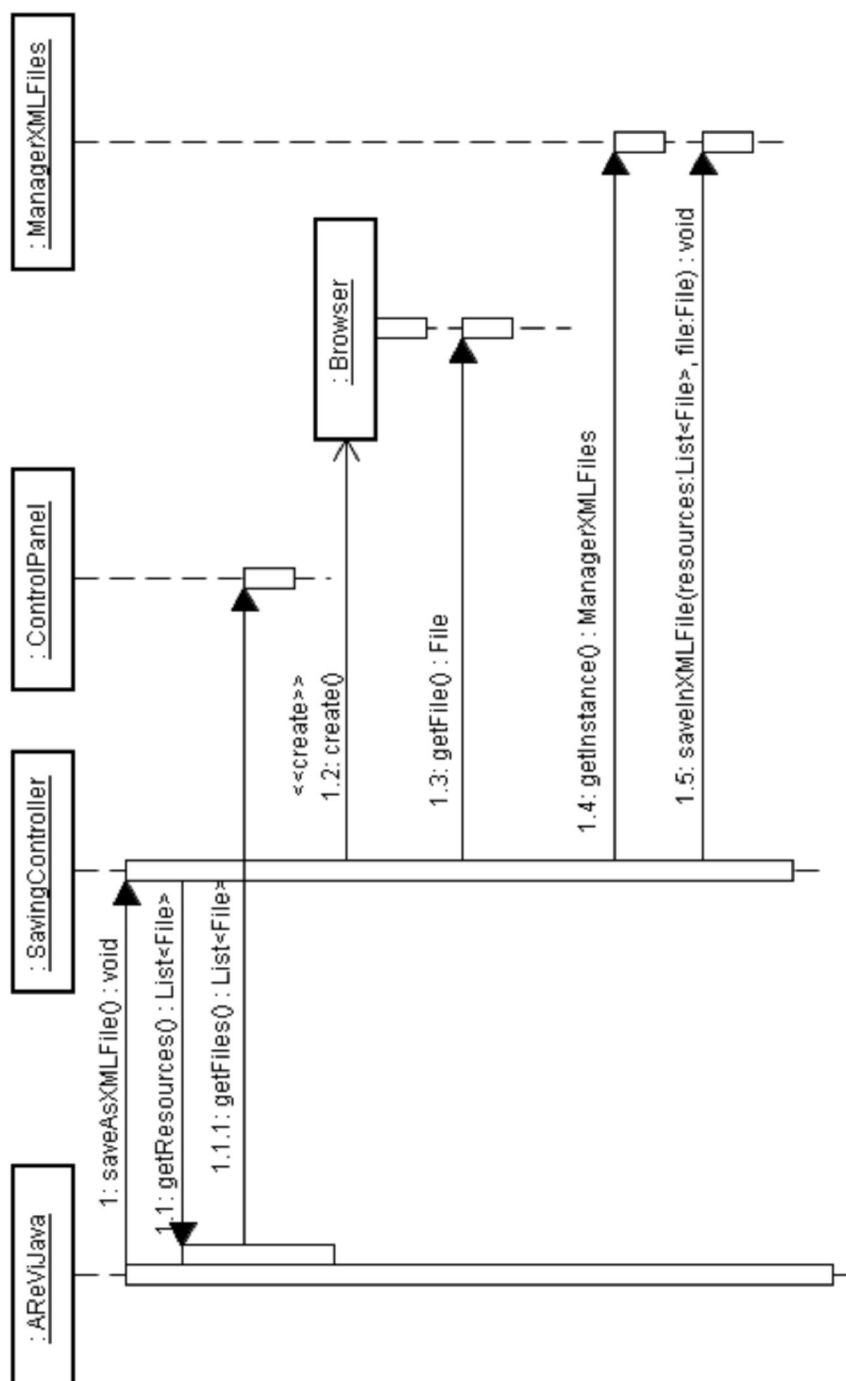 : AReViJava
: SavingController
: ControlPanel
: ManagerXMLFiles
: Browser
1: saveAsXMLFile() : void
1.1: getResources() : List<File>
1.1.1: getFiles() : List<File>
<<create>>
1.2: create()
1.3: getFile() : File
1.4: getInstance() : ManagerXMLFiles
1.5: saveInXMLFile(resources:List<File>, file:File) : void